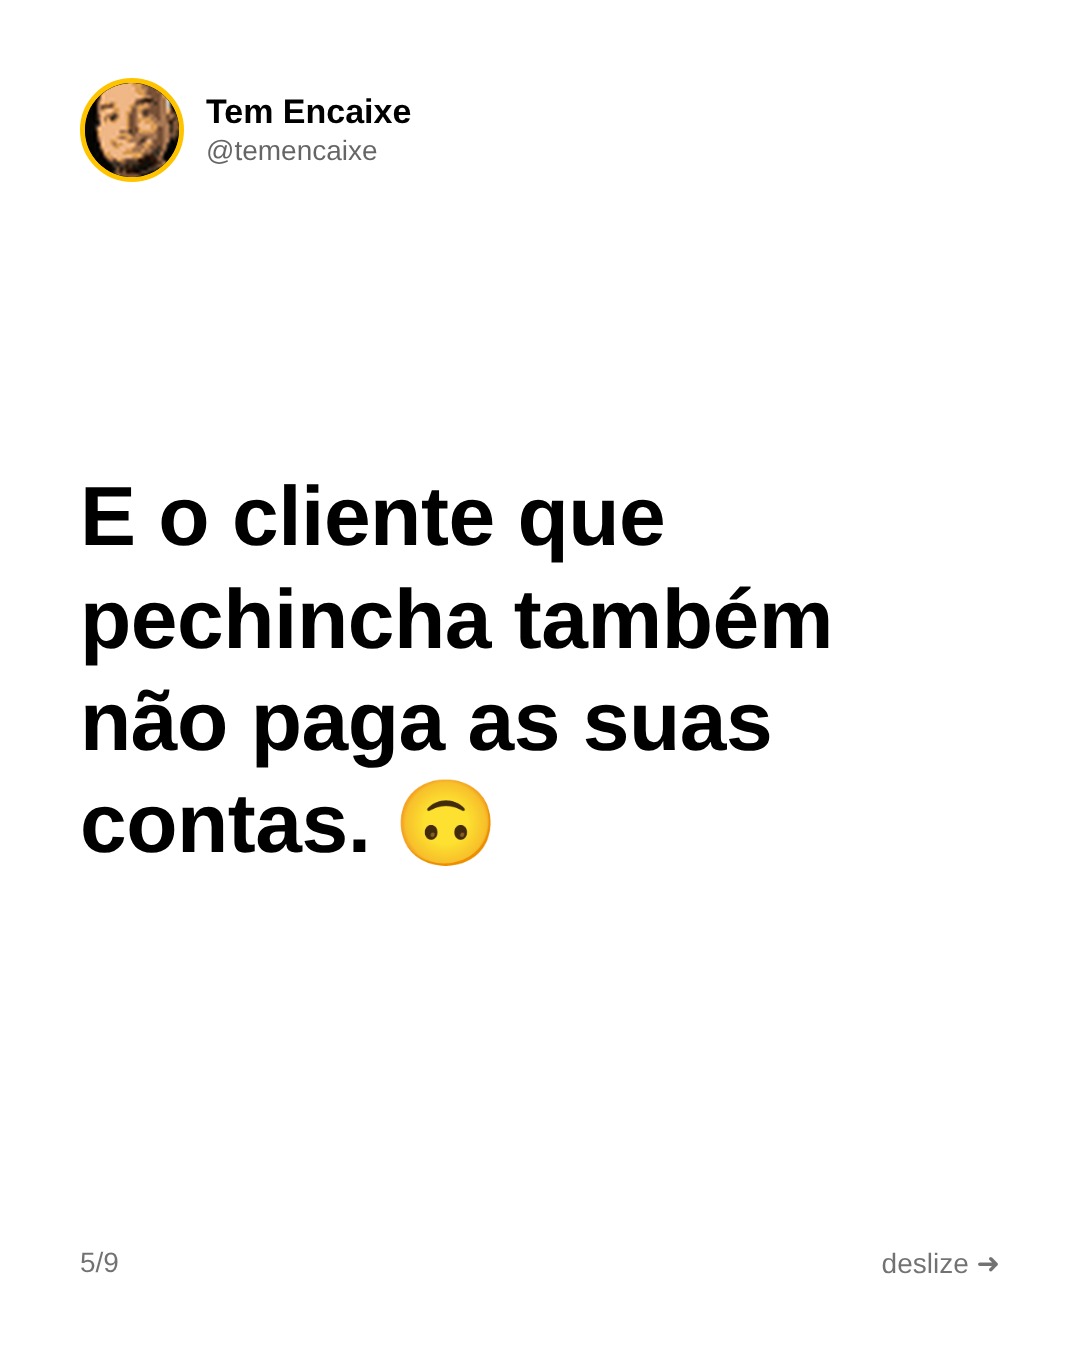 Tem Encaixe
@temencaixe
E o cliente que
pechincha também
não paga as suas
contas. 🙃
5/9
deslize ➜